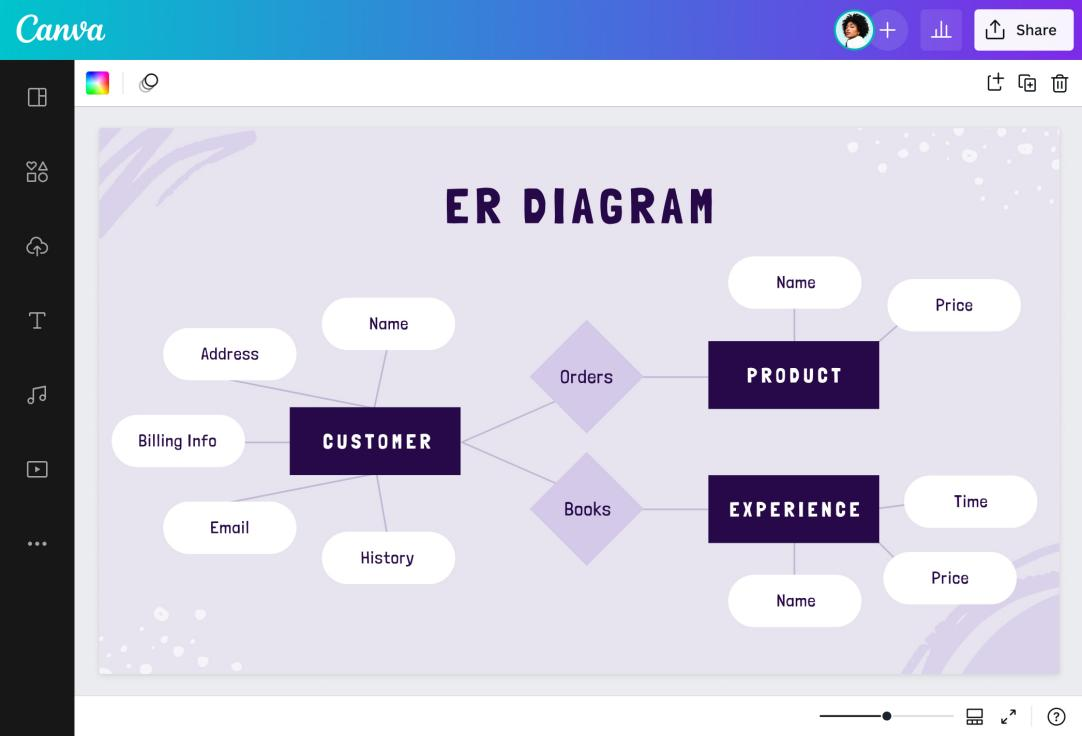 Canva
Share
ER DIAGRAM
Name
Price
Name
Address
Orders
PRODUCT
Billing Info
CUSTOMER
Books
EXPERIENCE
Time
Email
History
Price
Name